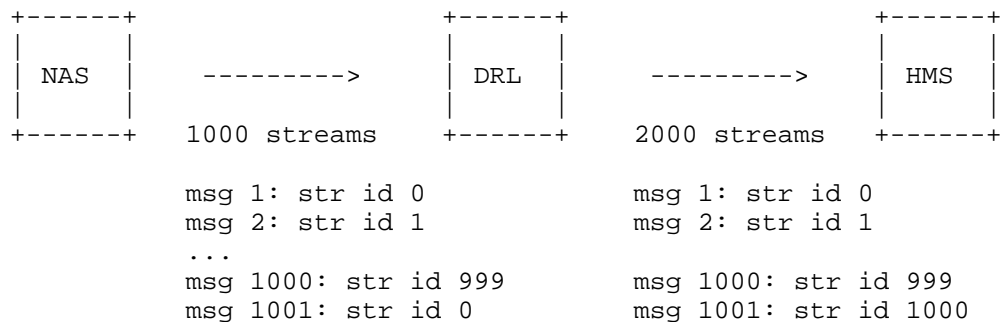 +------+ +------+ +------+
| | | | | |
| NAS | ---------> | DRL | ---------> | HMS |
| | | | | |
+------+ 1000 streams +------+ 2000 streams +------+
msg 1: str id 0 msg 1: str id 0
msg 2: str id 1 msg 2: str id 1
...
msg 1000: str id 999 msg 1000: str id 999
msg 1001: str id 0 msg 1001: str id 1000